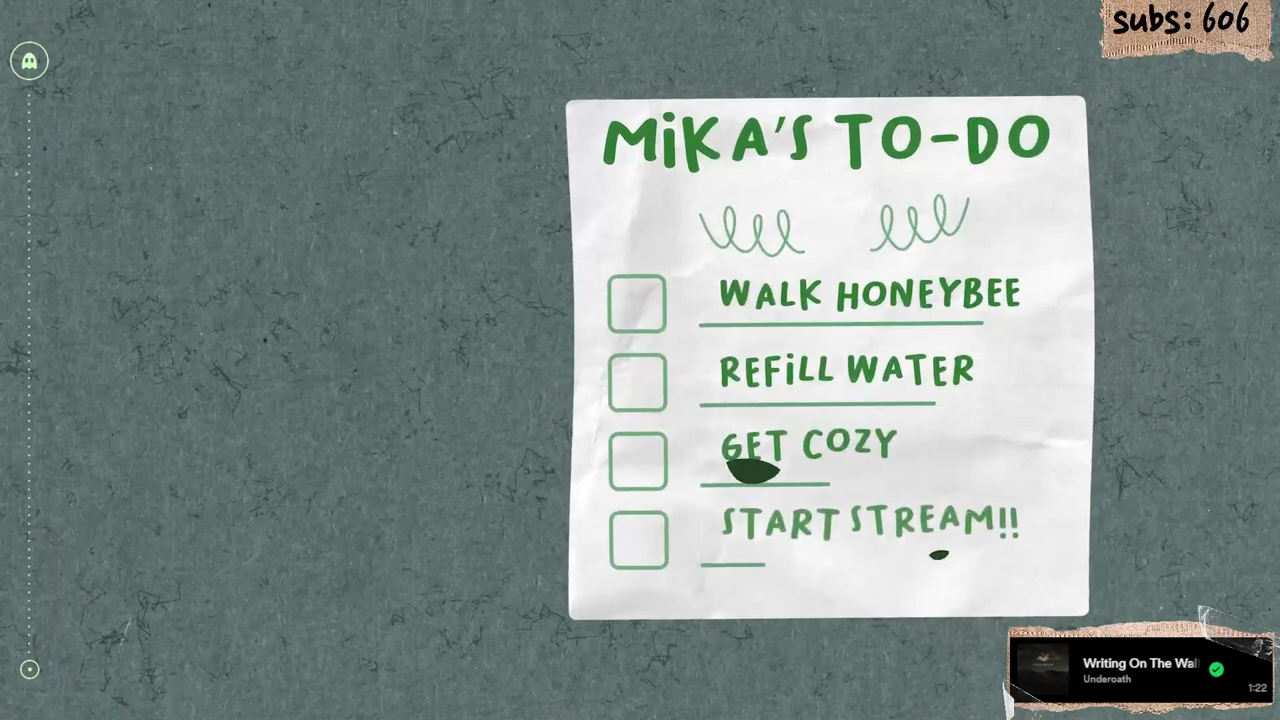 subs: 606
MiKA'S TO-DO
WALK HONEYBEE
REFiLL WATER
GET COZY
START STREAM!!
Writing On The Wal
Underoath
1:22